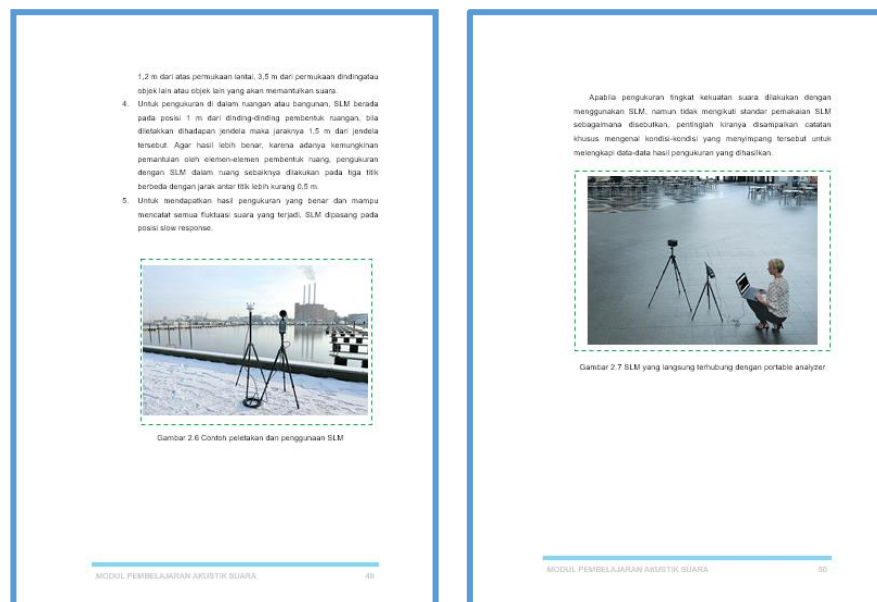 1,2 m dari atas permukaan lantai, 3,5 m dari permukaan dindingatau
objek lain atau objek lain yang akan memantulkan suara.
4. Untuk pengukuran di dalam ruangan atau bangunan, SLM berada
pada posisi 1 m dari dinding-dinding pembentuk ruangan, bila
diletakkan dihadapan jendela maka jaraknya 1,5 m dari jendela
tersebut. Agar hasil lebih benar, karena adanya kemungkinan
pemantulan oleh elemen-elemen pembentuk ruang, pengukuran
dengan SLM dalam ruang sebaiknya dilakukan pada tiga titik
berbeda dengan jarak antar titik lebih kurang 0,5 m.
5. Untuk mendapatkan hasil pengukuran yang benar dan mampu
mencatat semua fluktuasi suara yang terjadi, SLM dipasang pada
posisi slow response.
Gambar 2.6 Contoh peletakan dan penggunaan SLM
MODUL PEMBELAJARAN AKUSTIK SUARA 49
Apabila pengukuran tingkat kekuatan suara dilakukan dengan
menggunakan SLM, namun tidak mengikuti standar pemakaian SLM
sebagaimana disebutkan, pentinglah kiranya disampaikan catatan
khusus mengenai kondisi-kondisi yang menyimpang tersebut untuk
melengkapi data-data hasil pengukuran yang dihasilkan.
Gambar 2.7 SLM yang langsung terhubung dengan portable analyzer
MODUL PEMBELAJARAN AKUSTIK SUARA 50